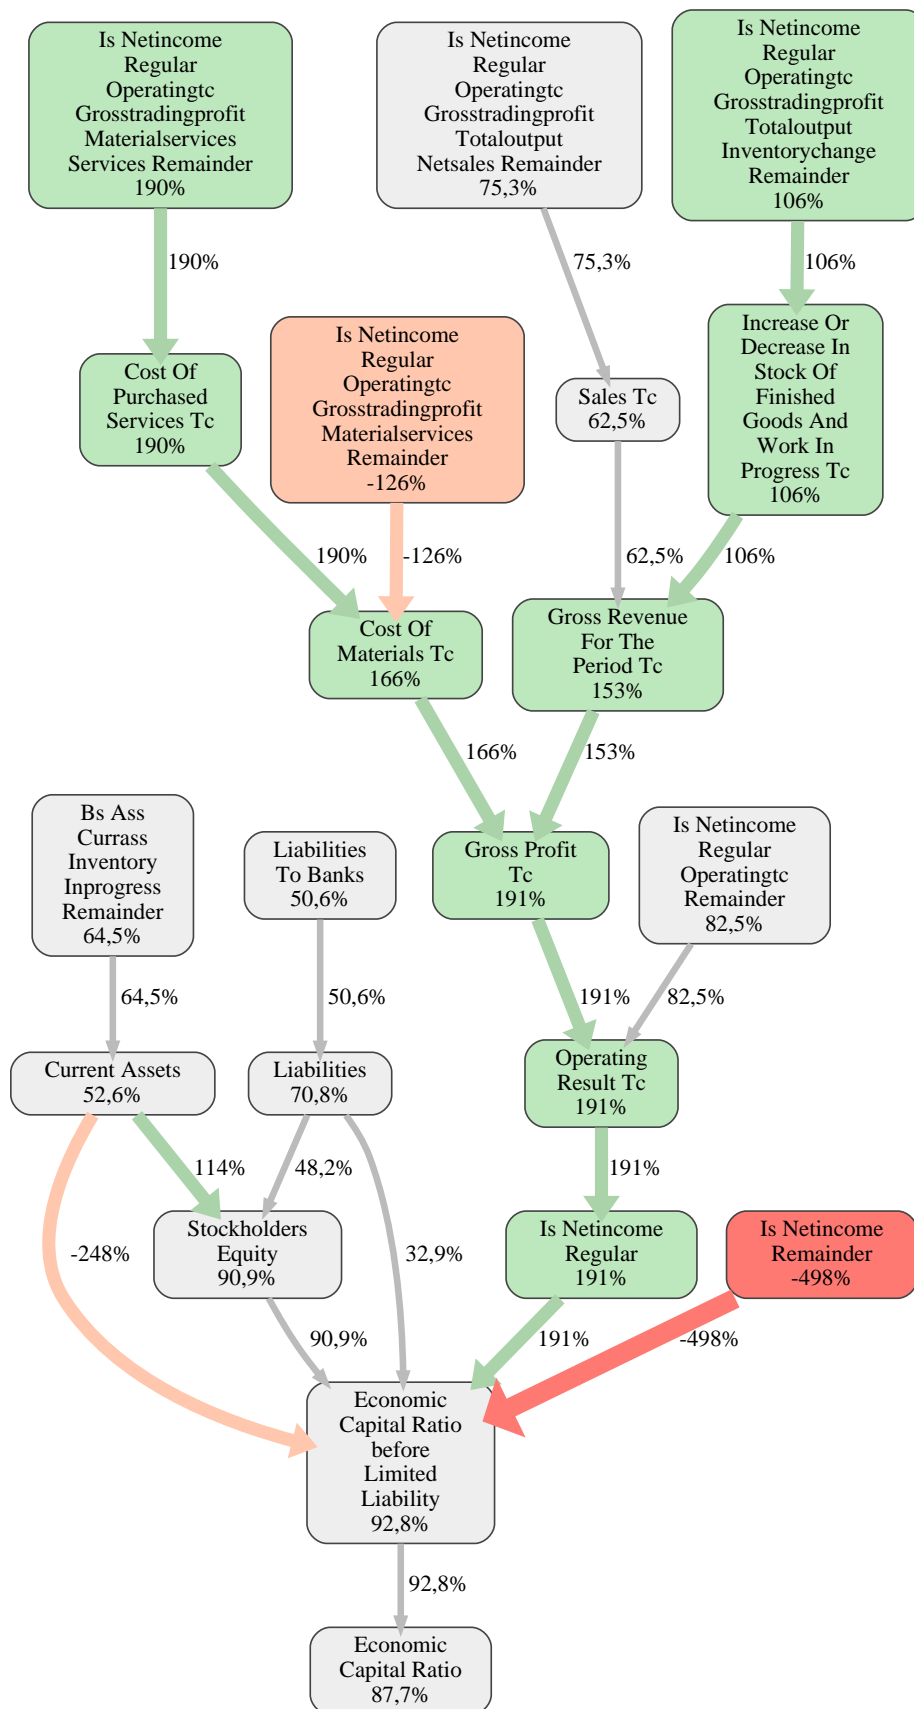 Is Netincome
Regular
Operatingtc
Grosstradingprofit
Materialservices
Services Remainder
190%
Is Netincome
Regular
Operatingtc
Grosstradingprofit
Totaloutput
Netsales Remainder
75,3%
Is Netincome
Regular
Operatingtc
Grosstradingprofit
Totaloutput
Inventorychange
Remainder
106%
190%
75,3%
106%
Cost Of
Purchased
Services Tc
190%
Is Netincome
Regular
Operatingtc
Grosstradingprofit
Materialservices
Remainder
-126%
Sales Tc
62,5%
Increase Or
Decrease In
Stock Of
Finished
Goods And
Work In
Progress Tc
106%
190%
-126%
62,5%
106%
Cost Of
Materials Tc
166%
Gross Revenue
For The
Period Tc
153%
166%
153%
Bs Ass
Currass
Inventory
Inprogress
Remainder
64,5%
Liabilities
To Banks
50,6%
Gross Profit
Tc
191%
Is Netincome
Regular
Operatingtc
Remainder
82,5%
64,5%
50,6%
191%
82,5%
Current Assets
52,6%
Liabilities
70,8%
Operating
Result Tc
191%
114%
48,2%
191%
-248%
Stockholders
Equity
90,9%
32,9%
Is Netincome
Regular
191%
Is Netincome
Remainder
-498%
90,9%
191%
-498%
Economic
Capital Ratio
before
Limited
Liability
92,8%
92,8%
Economic
Capital Ratio
87,7%